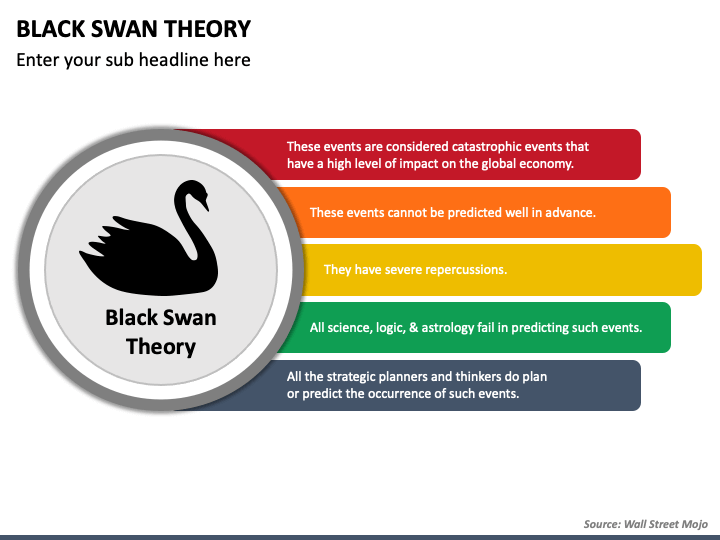 BLACK SWAN THEORY
Enter your sub headline here
These events are considered catastrophic events that
have a high level of impact on the global economy.
These events cannot be predicted well in advance.
They have severe repercussions.
Black Swan
Theory
All science, logic, & astrology fail in predicting such events.
All the strategic planners and thinkers do plan
or predict the occurrence of such events.
Source: Wall Street Mojo